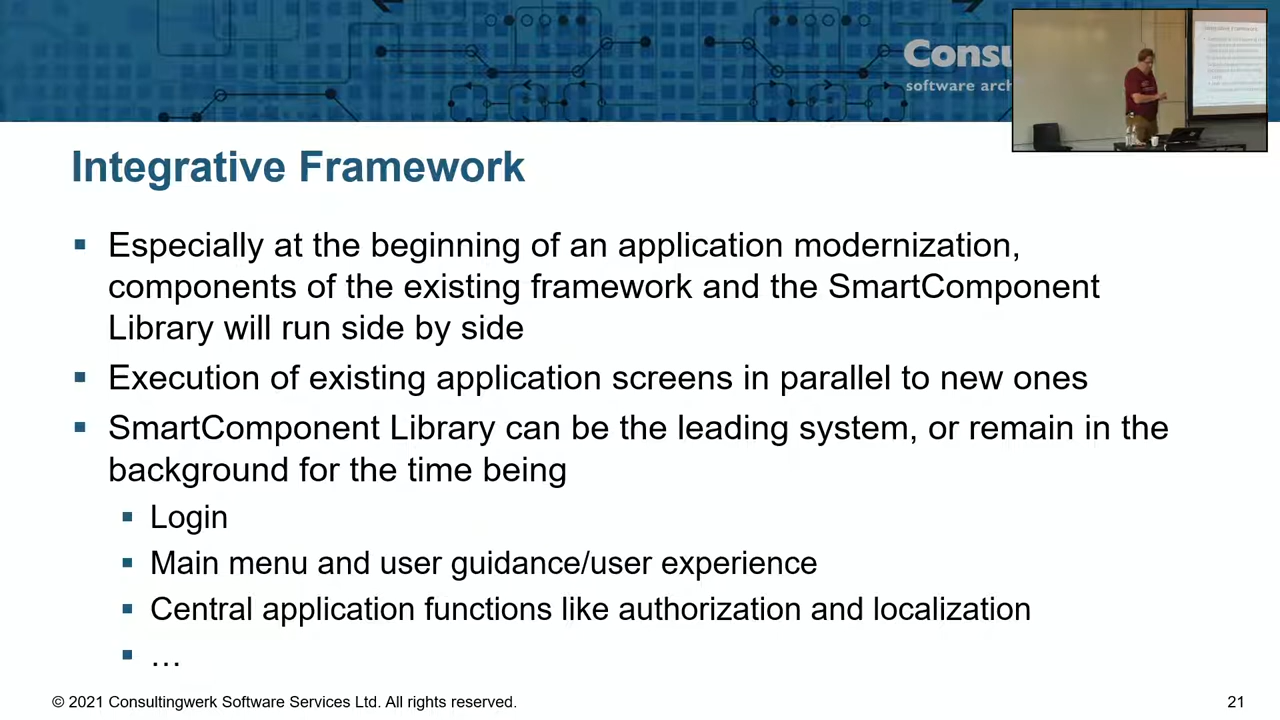 Consu
software arch
Integrative Framework
▪ Especially at the beginning of an application modernization,
components of the existing framework and the SmartComponent
Library will run side by side
▪ Execution of existing application screens in parallel to new ones
▪ SmartComponent Library can be the leading system, or remain in the
background for the time being
▪ Login
▪ Main menu and user guidance/user experience
▪ Central application functions like authorization and localization
▪ …
© 2021 Consultingwerk Software Services Ltd. All rights reserved.
21